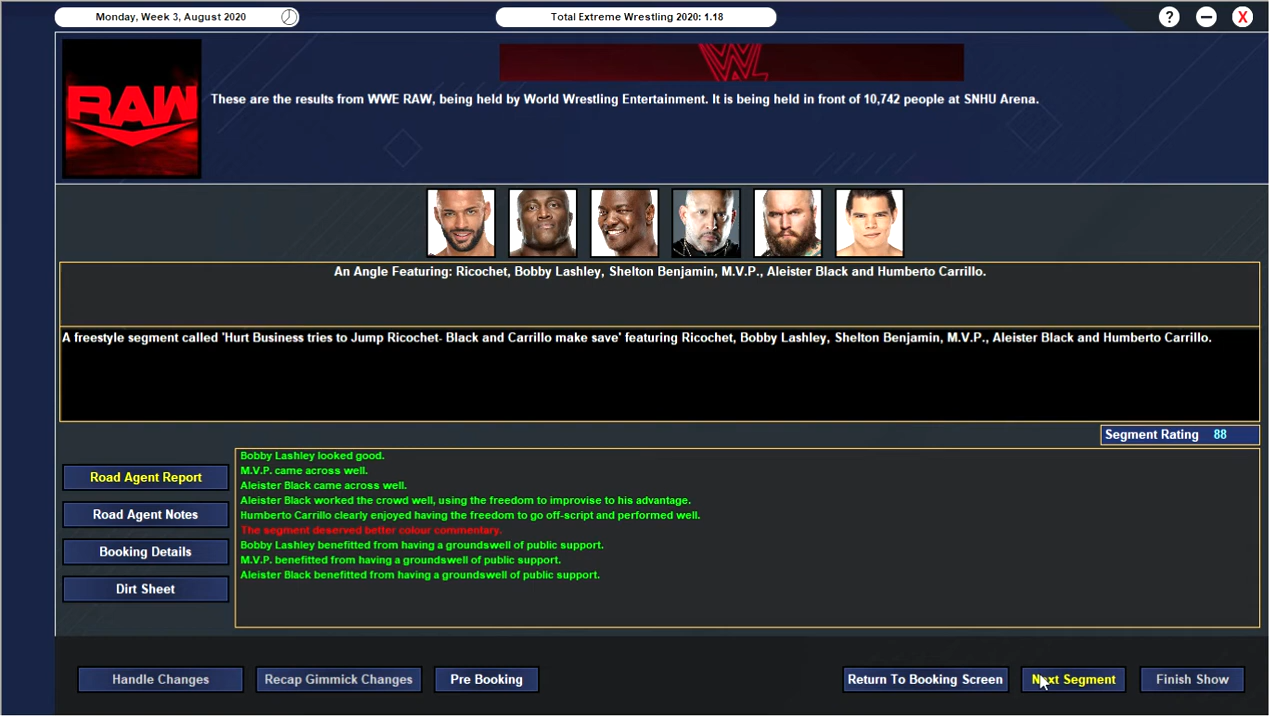 Monday, Week 3, August 2020
Total Extreme Wrestling 2020: 1.18
?
X
RAW
These are the results from WWE RAW, being held by World Wrestling Entertainment. It is being held in front of 10,742 people at SNHU Arena.
An Angle Featuring: Ricochet, Bobby Lashley, Shelton Benjamin, M.V.P., Aleister Black and Humberto Carrillo.
A freestyle segment called 'Hurt Business tries to Jump Ricochet- Black and Carrillo make save' featuring Ricochet, Bobby Lashley, Shelton Benjamin, M.V.P., Aleister Black and Humberto Carrillo.
Segment Rating 88
Road Agent Report
Road Agent Notes
Booking Details
Dirt Sheet
Bobby Lashley looked good.
M.V.P. came across well.
Aleister Black came across well.
Aleister Black worked the crowd well, using the freedom to improvise to his advantage.
Humberto Carrillo clearly enjoyed having the freedom to go off-script and performed well.
The segment deserved better colour commentary.
Bobby Lashley benefitted from having a groundswell of public support.
M.V.P. benefitted from having a groundswell of public support.
Aleister Black benefitted from having a groundswell of public support.
Handle Changes
Recap Gimmick Changes
Pre Booking
Return To Booking Screen
Next Segment
Finish Show